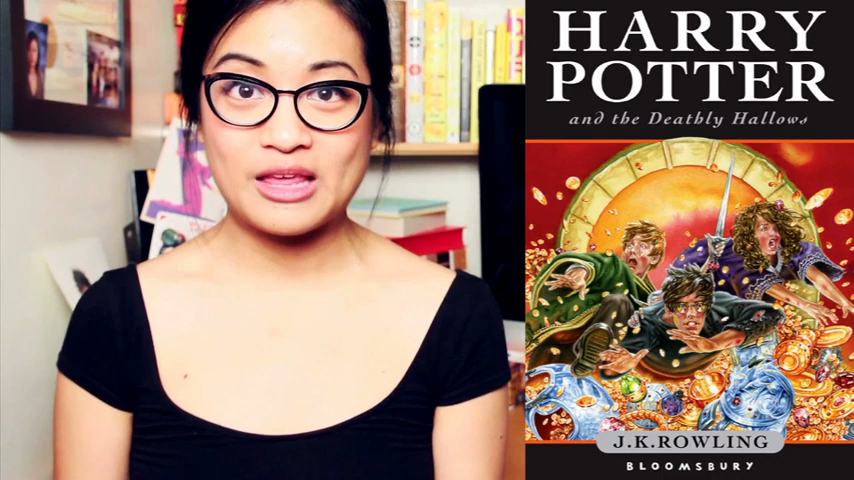 HARRY
POTTER
and the Deathly Hallows
J.K.ROWLING
BLOOMSBURY